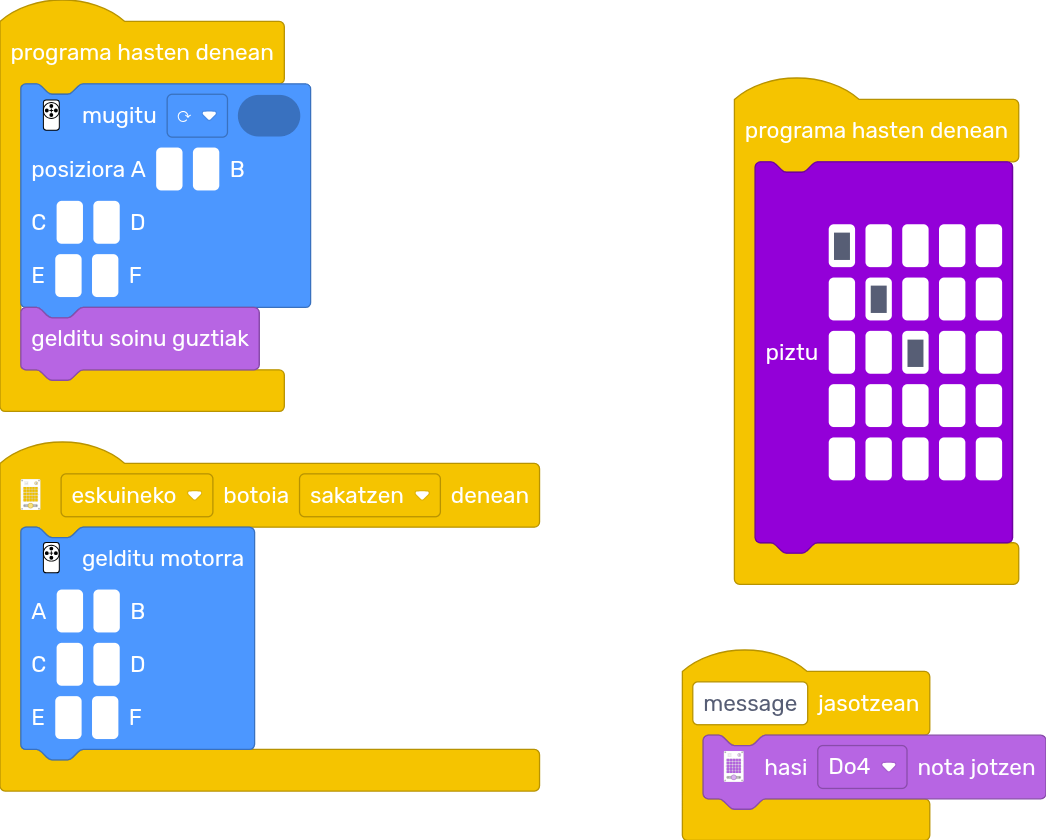 programa hasten denean
mugitu ⟳
posiziora A B
C D
E F
gelditu soinu guztiak
eskuineko botoia sakatzen denean
gelditu motorra
A B
C D
E F
programa hasten denean
piztu
message jasotzean
hasi Do4 nota jotzen